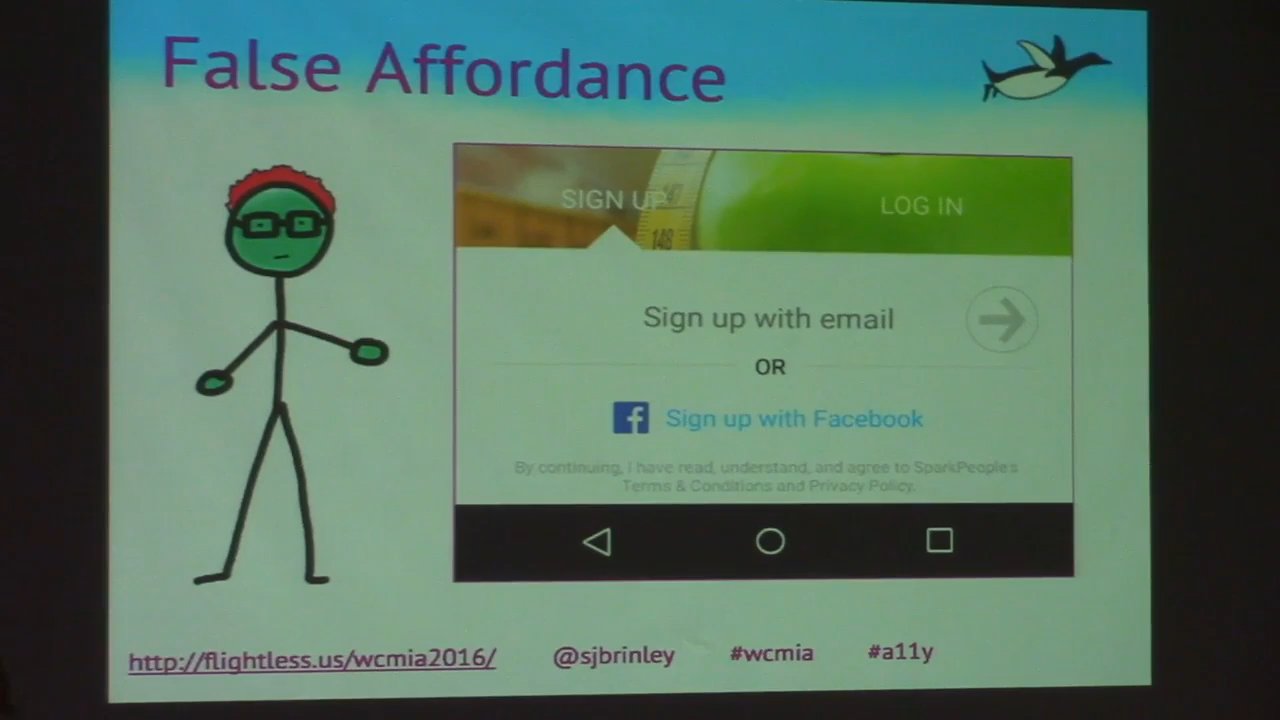 False Affordance
SIGN UP
LOG IN
148
Sign up with email
OR
Sign up with Facebook
By continuing, I have read, understand, and agree to SparkPeople's
Terms & Conditions and Privacy Policy.
http://flightless.us/wcmia2016/
@sjbrinley
#wcmia
#a11y